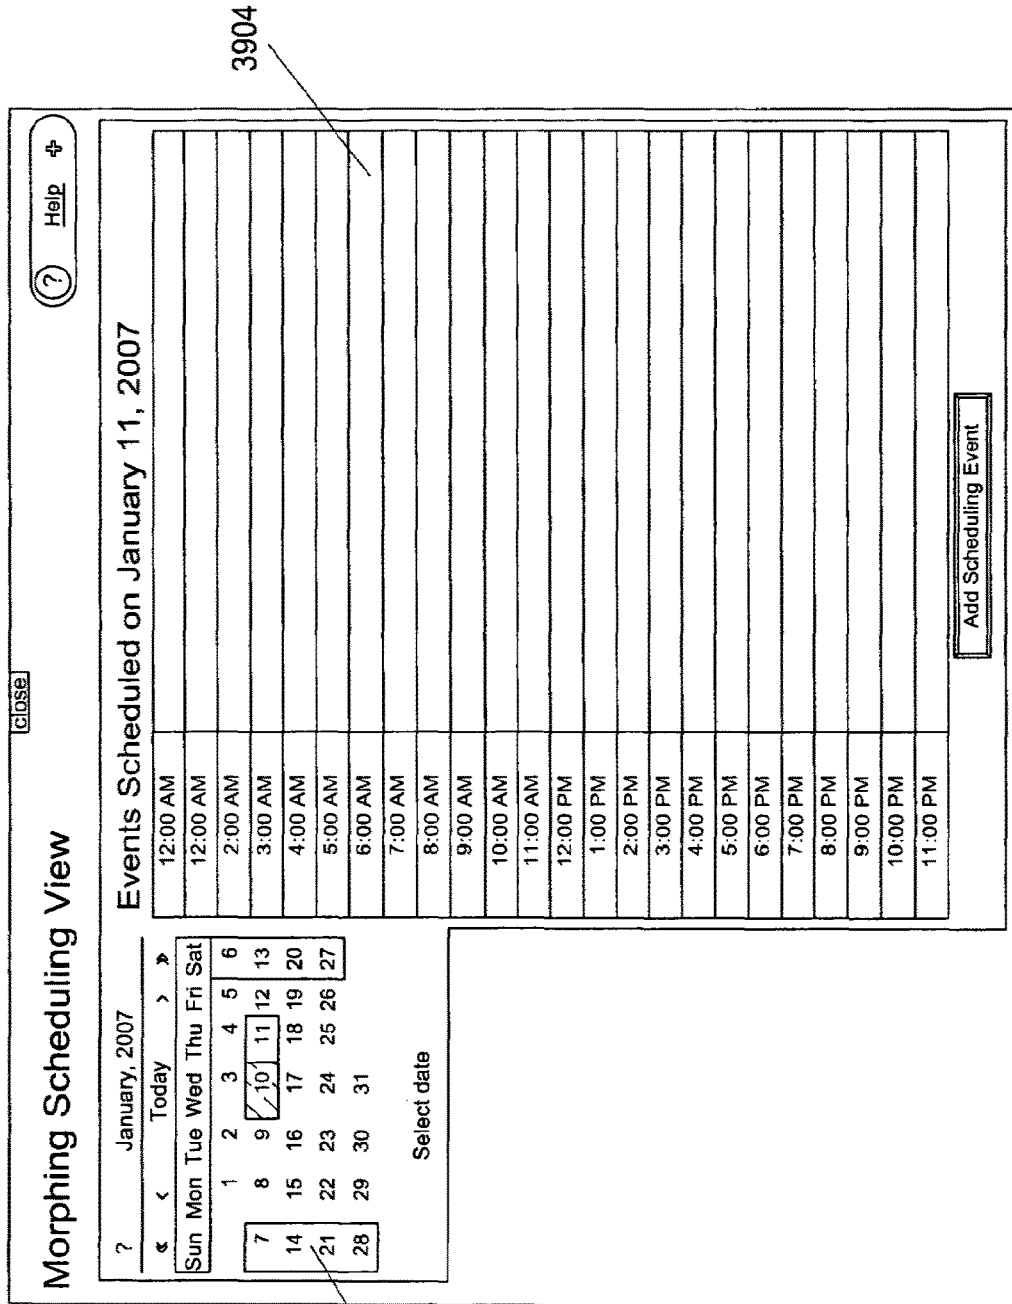 close
Morphing Scheduling View
? Help
? January, 2007
« < Today > »
Sun Mon Tue Wed Thu Fri Sat
1 2 3 4 5 6
7 8 9 10 11 12 13
14 15 16 17 18 19 20
21 22 23 24 25 26 27
28 29 30 31
Select date
Events Scheduled on January 11, 2007
12:00 AM
12:00 AM
2:00 AM
3:00 AM
4:00 AM
5:00 AM
6:00 AM
7:00 AM
8:00 AM
9:00 AM
10:00 AM
11:00 AM
12:00 PM
1:00 PM
2:00 PM
3:00 PM
4:00 PM
5:00 PM
6:00 PM
7:00 PM
8:00 PM
9:00 PM
10:00 PM
11:00 PM
Add Scheduling Event
3904